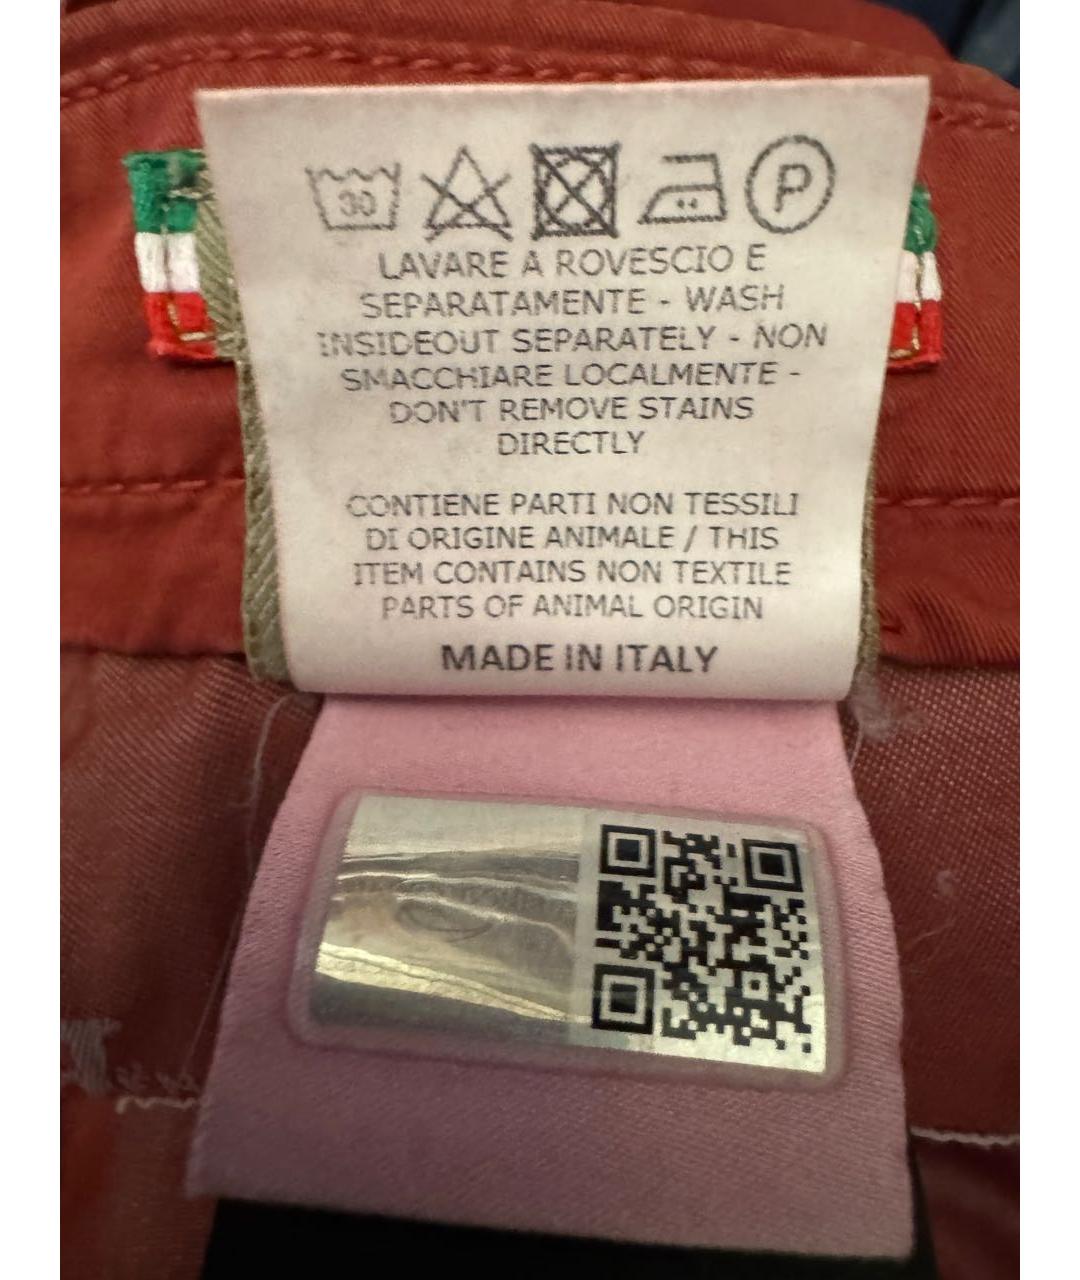 30
P
LAVARE A ROVESCIO E
SEPARATAMENTE - WASH
INSIDEOUT SEPARATELY - NON
SMACCHIARE LOCALMENTE -
DON'T REMOVE STAINS
DIRECTLY
CONTIENE PARTI NON TESSILI
DI ORIGINE ANIMALE / THIS
ITEM CONTAINS NON TEXTILE
PARTS OF ANIMAL ORIGIN
MADE IN ITALY